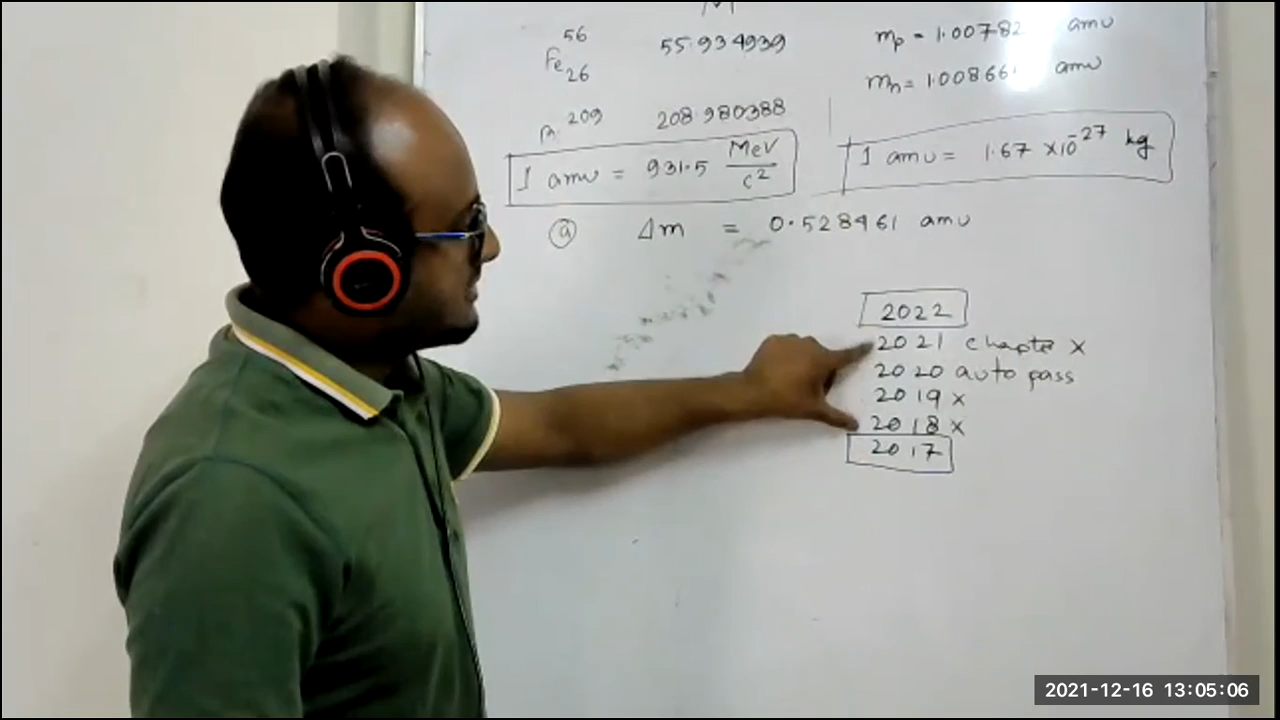 56
Fe
26
55.934939
mp = 1.00782 amu
mn = 1.00866 amu
209
208.980388
1 amu = 931.5 MeV
c²
1 amu = 1.67 × 10⁻²⁷ kg
ⓐ Δm = 0.528461 amu
2022
2021 chapter x
2020 auto pass
2019 x
2018 x
2017
2021-12-16 13:05:06